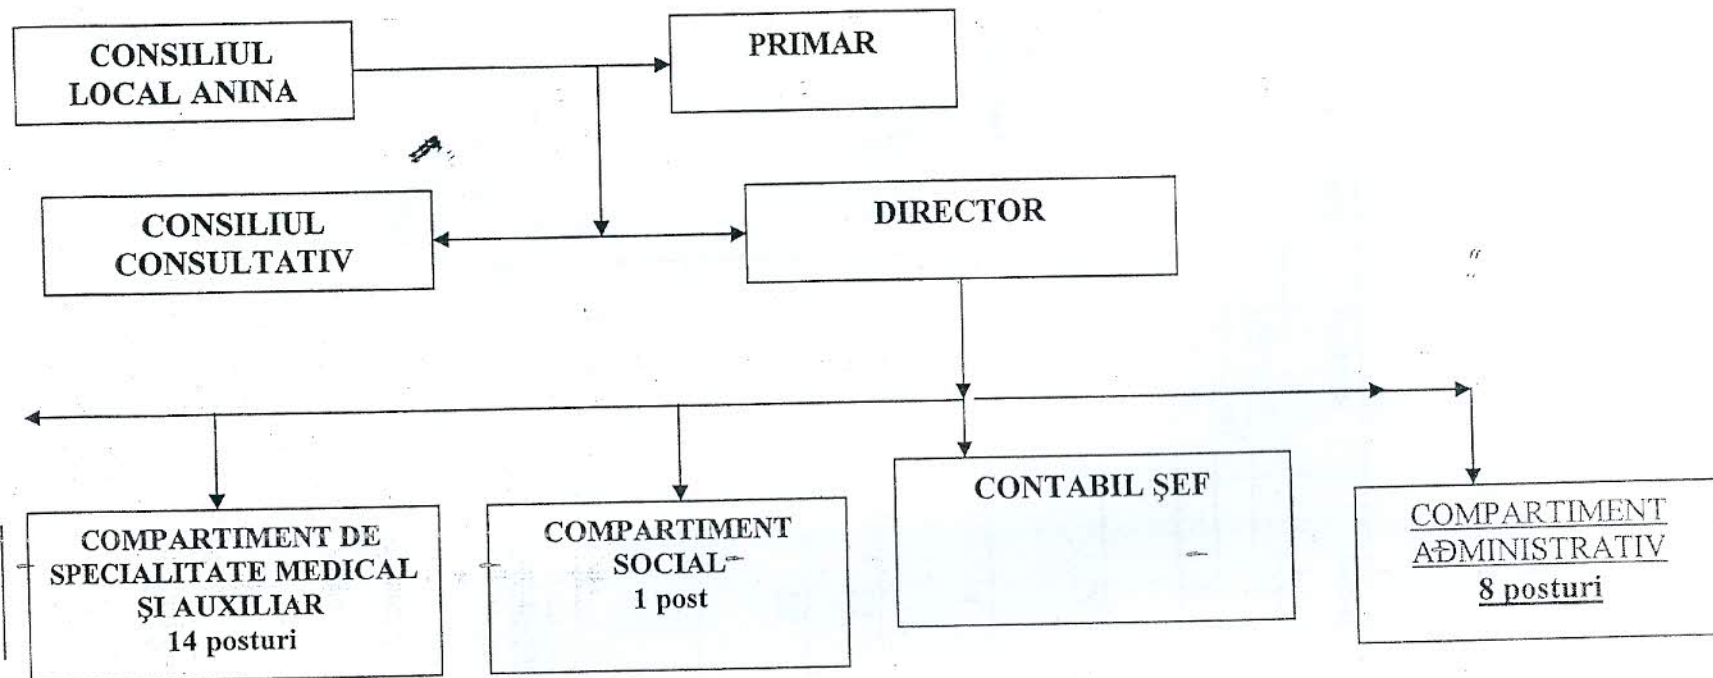 CONSILIUL
LOCAL ANINA
PRIMAR
CONSILIUL
CONSULTATIV
DIRECTOR
COMPARTIMENT DE
SPECIALITATE MEDICAL
ŞI AUXILIAR
14 posturi
COMPARTIMENT
SOCIAL
1 post
CONTABIL ŞEF
COMPARTIMENT
ADMINISTRATIV
8 posturi